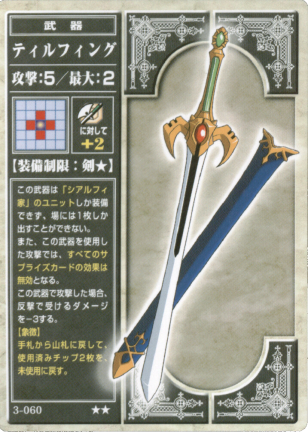 武器
ティルフィング
攻撃:5/最大:2
に対して
+2
【装備制限:剣★】
この武器は「シアルフィ
家」のユニットしか装備
できず、場には1枚しか
出すことができない。
また、この武器を使用し
た攻撃では、すべてのサ
プライズカードの効果は
無効となる。
この武器で攻撃した場合、
反撃で受けるダメージ
を-3する。
【象徴】
手札から山札に戻して、
使用済みチップ2枚を、
未使用に戻す。
3-060
★★